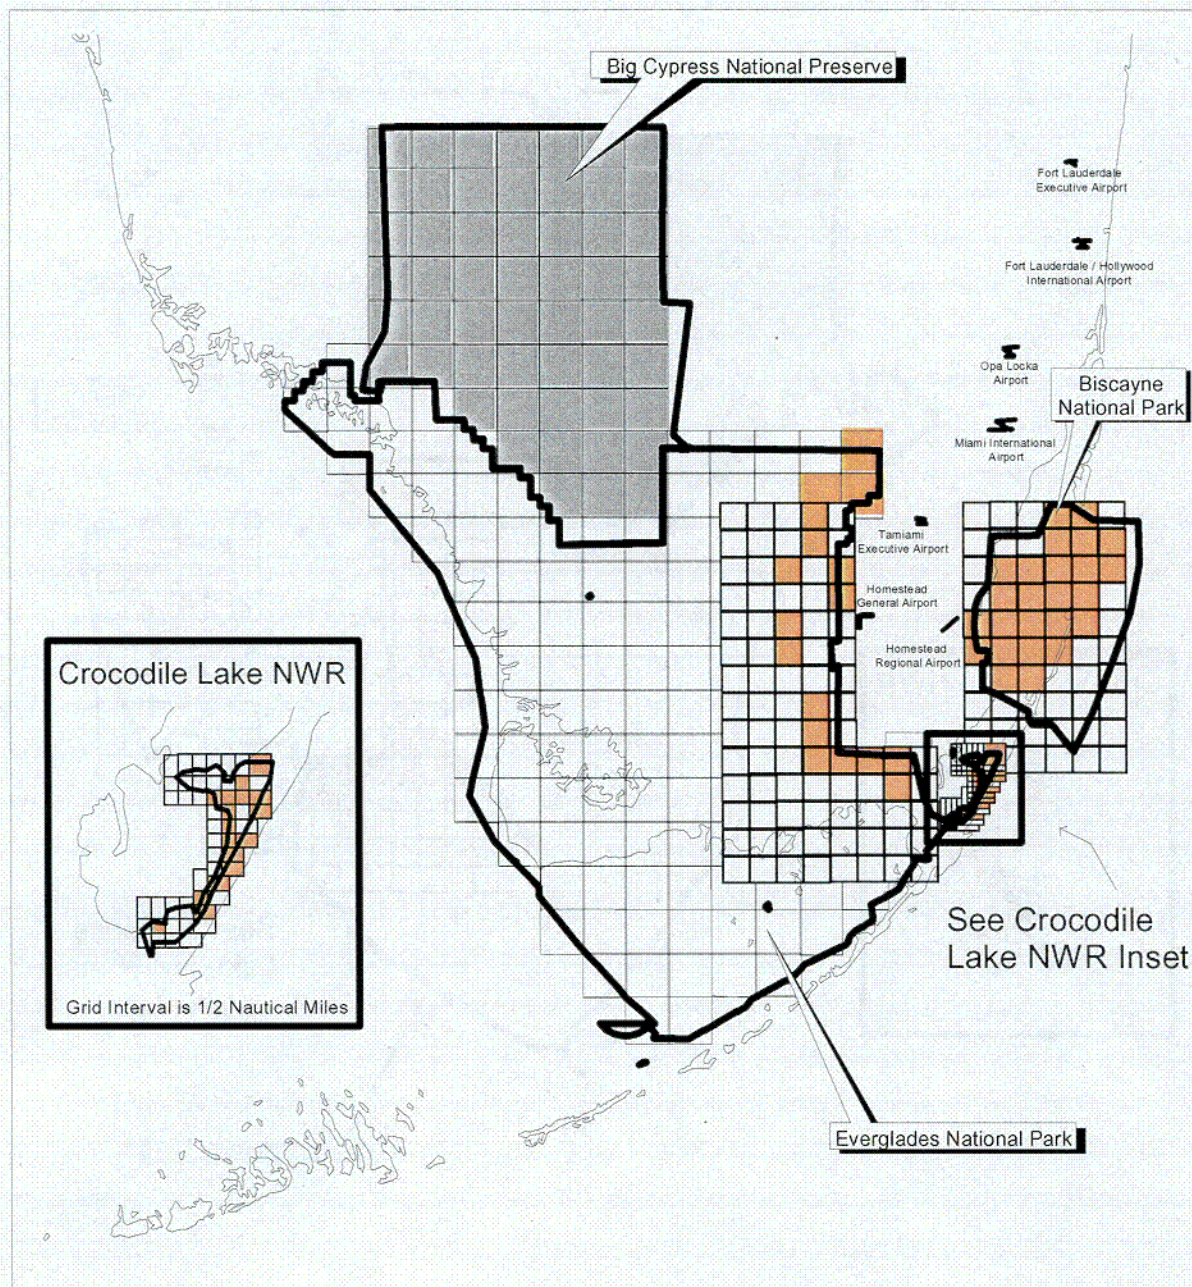 Big Cypress National Preserve
Fort Lauderdale
Executive Airport
Fort Lauderdale / Hollywood
International Airport
Opa Locka
Airport
Biscayne
National Park
Miami International
Airport
Tamiami
Executive Airport
Homestead
General Airport
Homestead
Regional Airport
Crocodile Lake NWR
Grid Interval is 1/2 Nautical Miles
See Crocodile
Lake NWR Inset
Everglades National Park